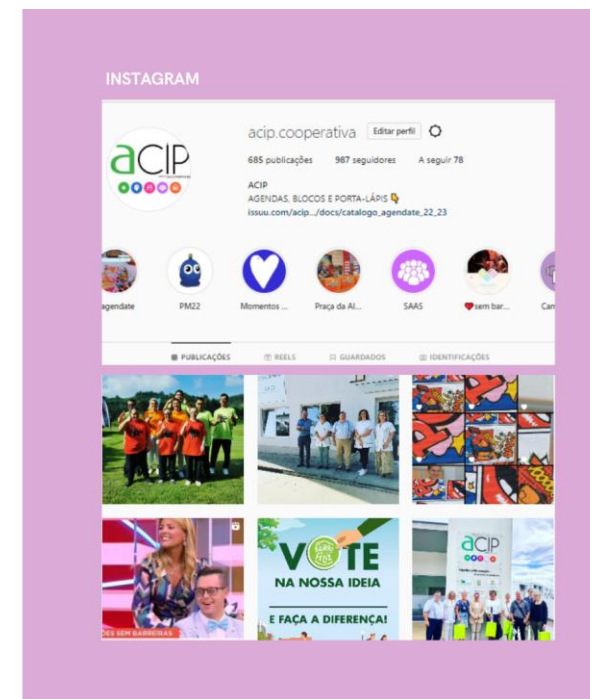 INSTAGRAM
acip.cooperativa Editar perfil
685 publicações 987 seguidores A seguir 78
ACIP
AGENDAS, BLOCOS E PORTA-LÁPIS
issuu.com/acip.../docs/catalogo_agendate_22_23
aCIP
agendate PM22 Momentos ... Praça da Al... SAAS sem bar... Can
PUBLICAÇÕES REELS GUARDADOS IDENTIFICAÇÕES
VOTE
NA NOSSA IDEIA
E FAÇA A DIFERENÇA!
ÕES SEM BARREIRAS
aCIP